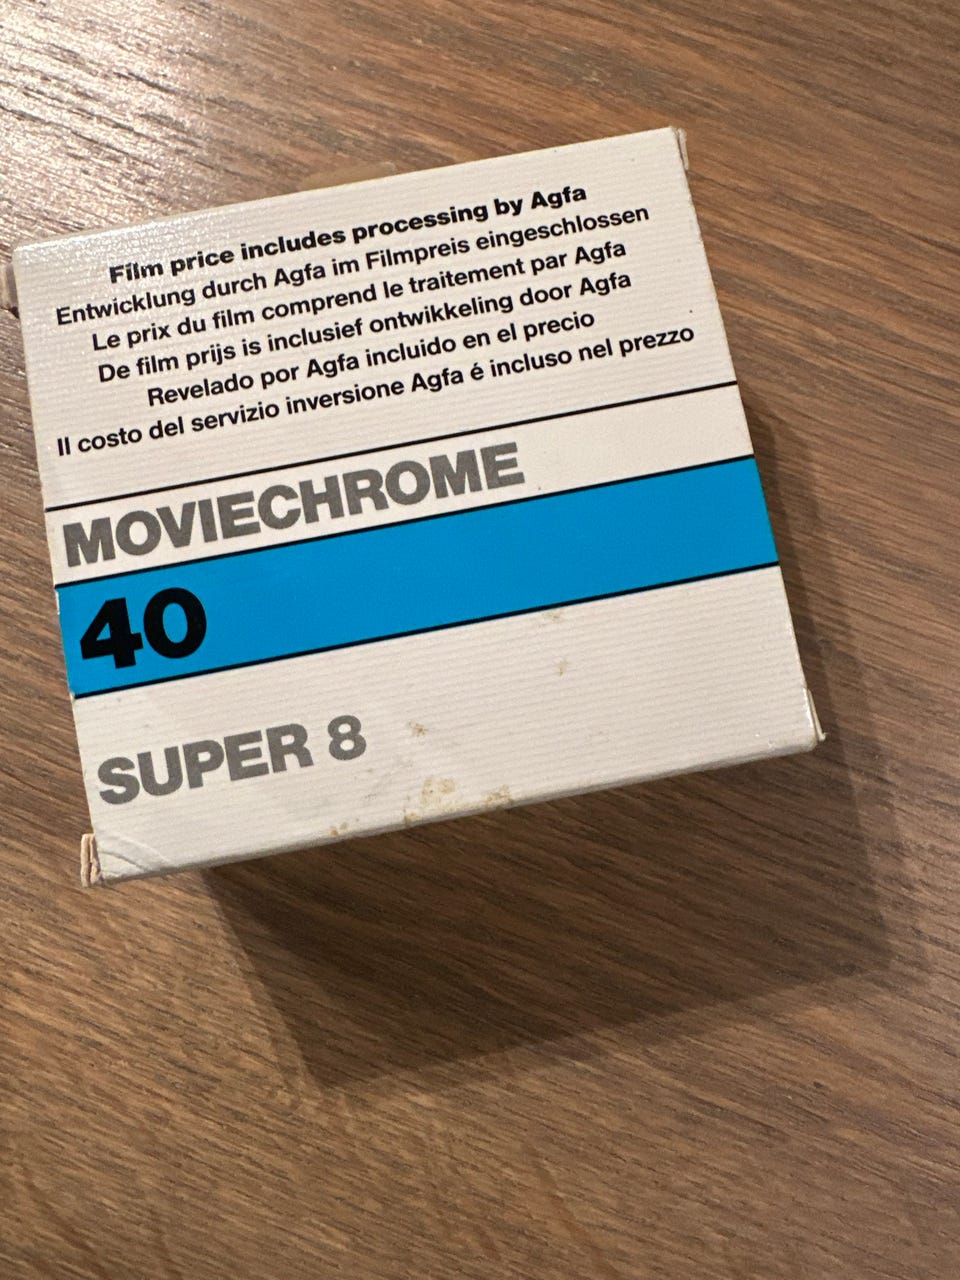 Film price includes processing by Agfa
Entwicklung durch Agfa im Filmpreis eingeschlossen
Le prix du film comprend le traitement par Agfa
De film prijs is inclusief ontwikkeling door Agfa
Revelado por Agfa incluido en el precio
Il costo del servizio inversione Agfa é incluso nel prezzo
MOVIECHROME
40
SUPER 8